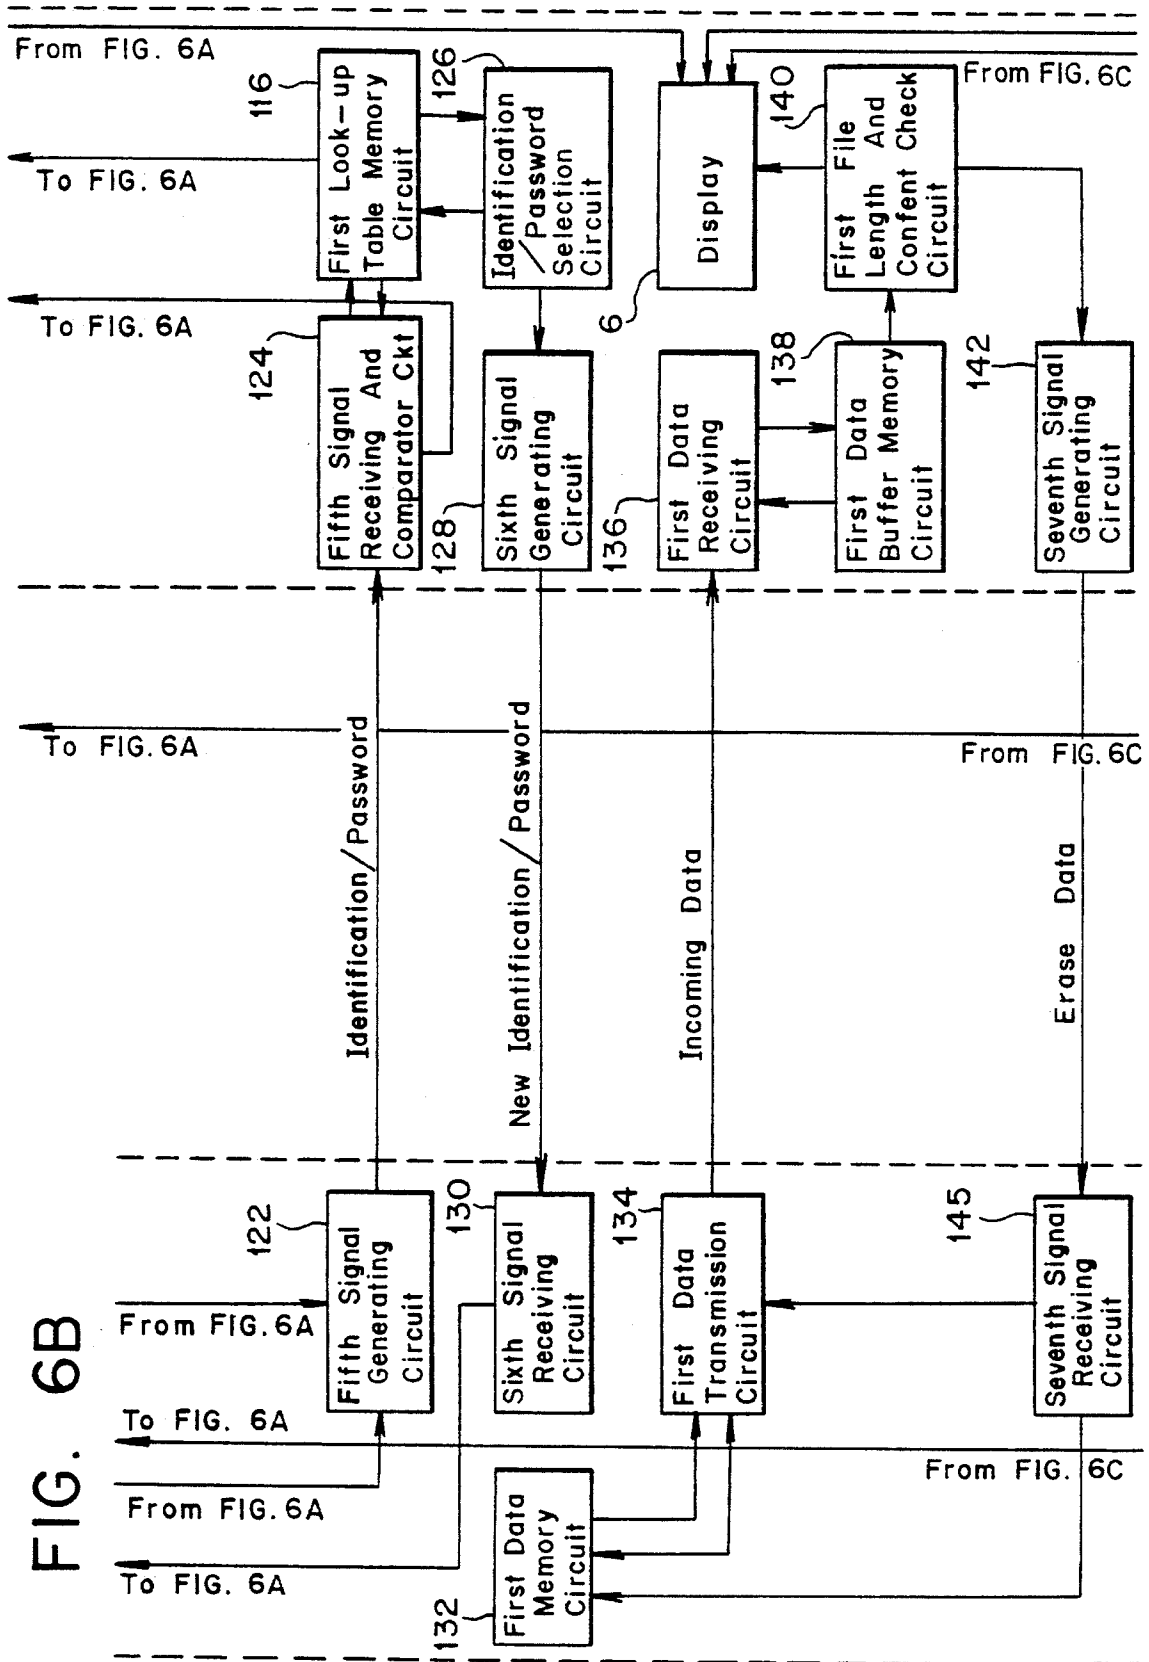 FIG. 6B
To FIG. 6A
From FIG. 6A
To FIG. 6A
From FIG. 6A
122
Fifth Signal
Generating
Circuit
Identification/Password
To FIG. 6A
124
Fifth Signal
Receiving And
Comparator Ckt
To FIG. 6A
To FIG. 6A
116
First Look-up
Table Memory
Circuit
From FIG. 6A
132
First Data
Memory
Circuit
130
Sixth Signal
Receiving
Circuit
New Identification/Password
128
Sixth Signal
Generating
Circuit
126
Identification
/Password
Selection
Circuit
134
First Data
Transmission
Circuit
Incoming Data
136
First Data
Receiving
Circuit
6
Display
138
First Data
Buffer Memory
Circuit
140
First File
Length And
Confent Check
Circuit
From FIG. 6C
From FIG. 6C
145
Seventh Signal
Receiving
Circuit
Erase Data
From FIG. 6C
142
Seventh Signal
Generating
Circuit